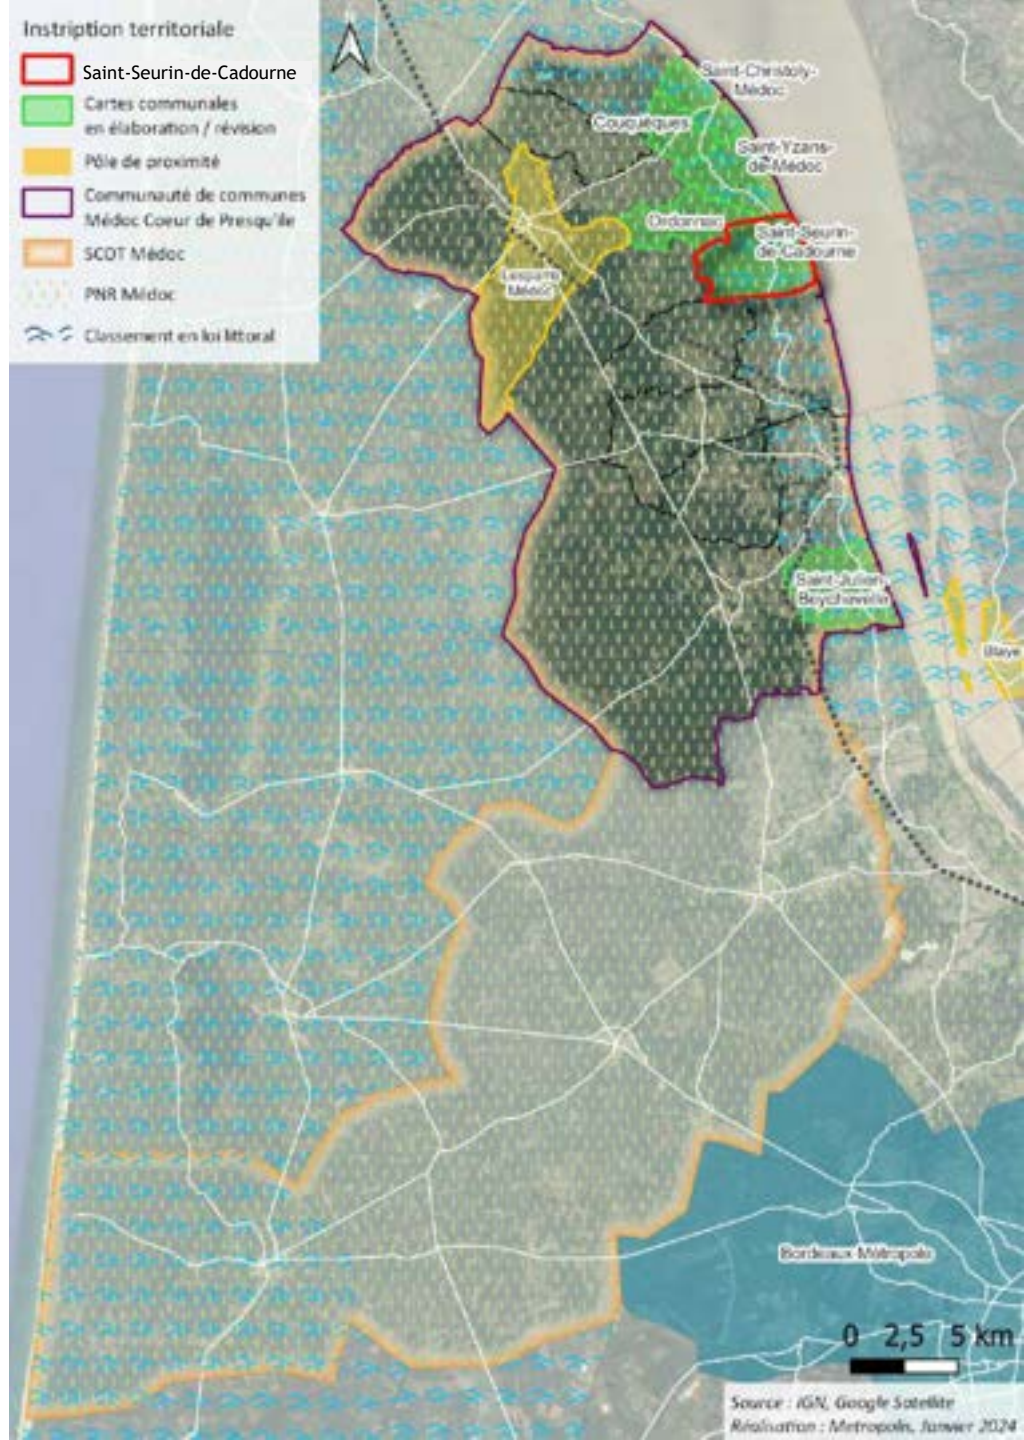 Instription territoriale
Saint-Seurin-de-Cadourne
Cartes communales
en élaboration / révision
Pôle de proximité
Communauté de communes
Médoc Coeur de Presqu'ile
SCOT Médoc
PNR Médoc
Classement en loi littoral
Saint-Christoly-
Médoc
Couquèques
Saint-Yzans-
de-Médoc
Ordonnac
Saint-Seurin-
de-Cadourne
Lesparre
Médoc
Saint-Julien-
Beychevelle
Blaye
Bordeaux Métropole
0 2,5 5 km
Source : IGN, Google Satellite
Réalisation : Metropolis, Janvier 2024